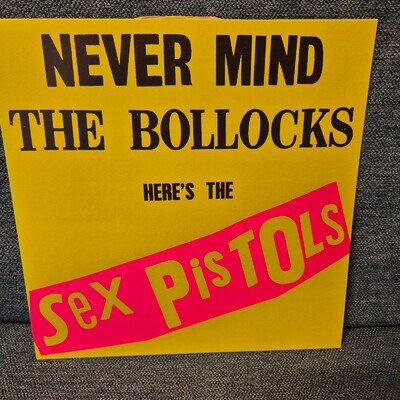 NEVER MIND
THE BOLLOCKS
HERE'S THE
Sex PisTOLs